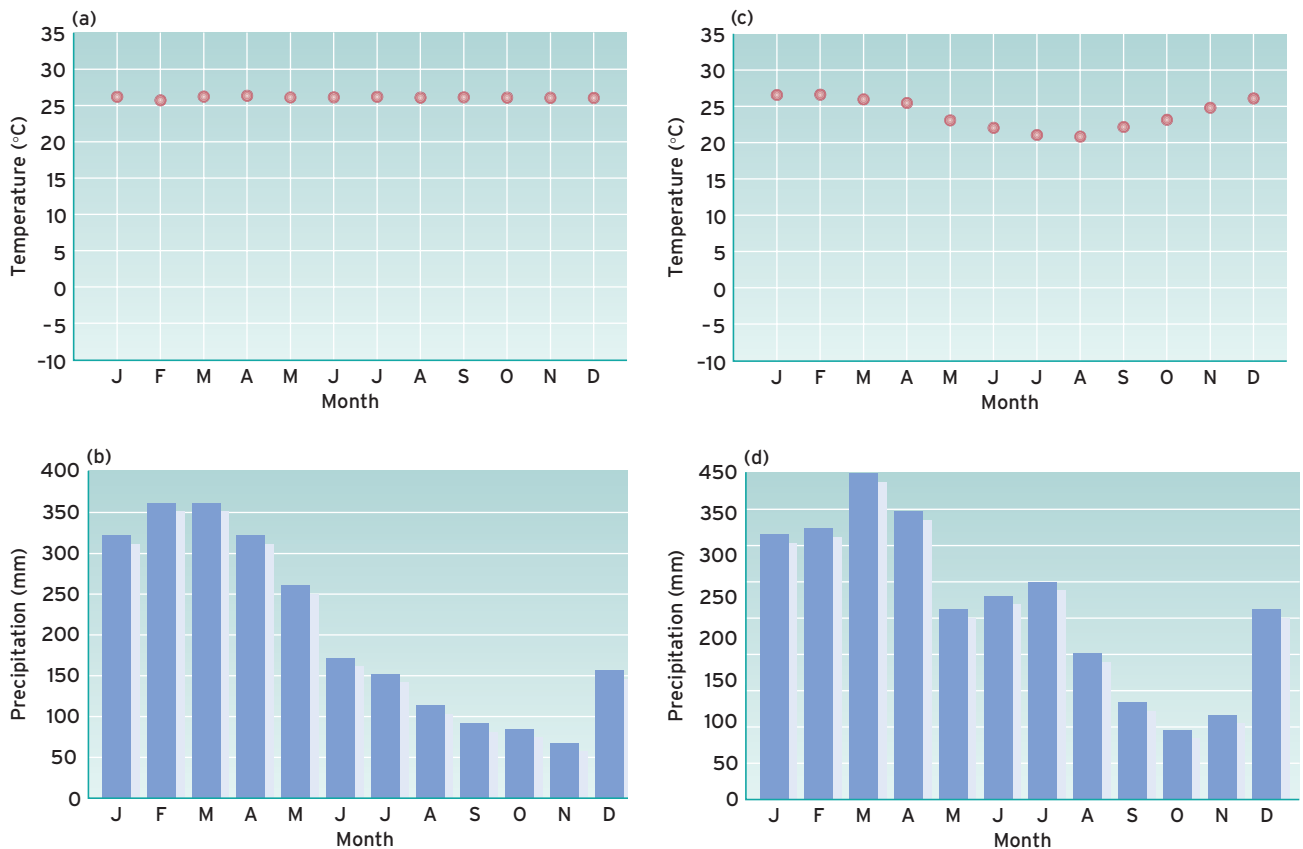 (a)
35
30
25
20
15
10
5
0
-5
-10
Temperature (°C)
J F M A M J J A S O N D
Month
(c)
35
30
25
20
15
10
5
0
-5
-10
Temperature (°C)
J F M A M J J A S O N D
Month
(b)
400
350
300
250
200
150
100
50
0
Precipitation (mm)
J F M A M J J A S O N D
Month
(d)
450
350
300
250
200
150
100
50
0
Precipitation (mm)
J F M A M J J A S O N D
Month